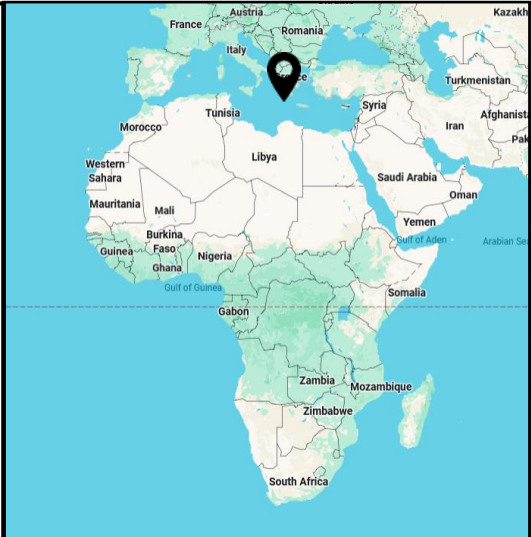 Kazakh
Austria
France
Romania
Italy
Turkmenistan
Tunisia
Syria
Afghanist
Morocco
Iran
Pak
Libya
Western
Sahara
Saudi Arabia
Oman
Mauritania
Mali
Yemen
Burkina
Faso
Guinea
Nigeria
Gulf of Aden
Arabian Sea
Ghana
Gulf of Guinea
Somalia
Gabon
Zambia
Mozambique
Zimbabwe
South Africa